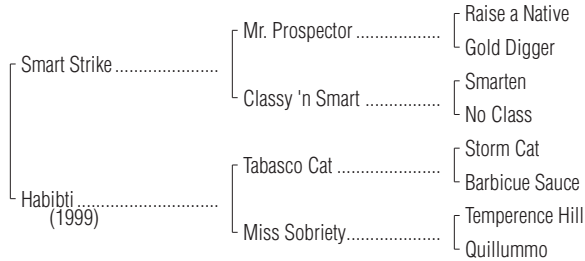 Raise a Native
Mr. Prospector ..................
Gold Digger
Smart Strike ......................
Smarten
Classy 'n Smart ................
No Class
Storm Cat
Tabasco Cat ......................
Barbicue Sauce
Habibti ..............................
(1999)
Temperence Hill
Miss Sobriety ....................
Quillummo